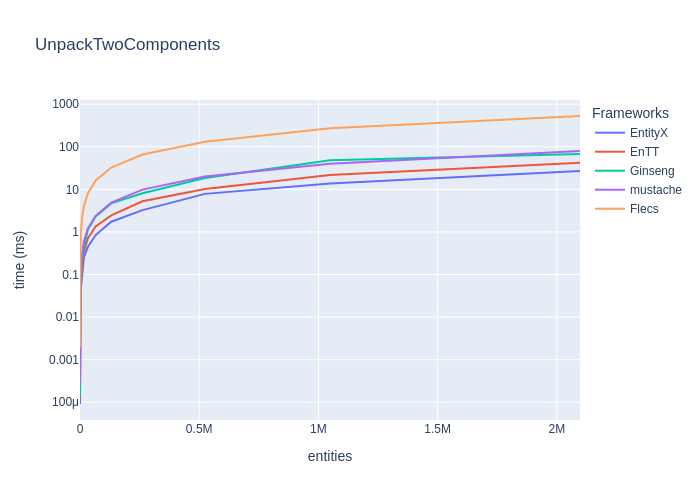 UnpackTwoComponents
1000
100
10
1
0.1
0.01
0.001
100μ
time (ms)
0
0.5M
1M
1.5M
2M
entities
Frameworks
EntityX
EnTT
Ginseng
mustache
Flecs